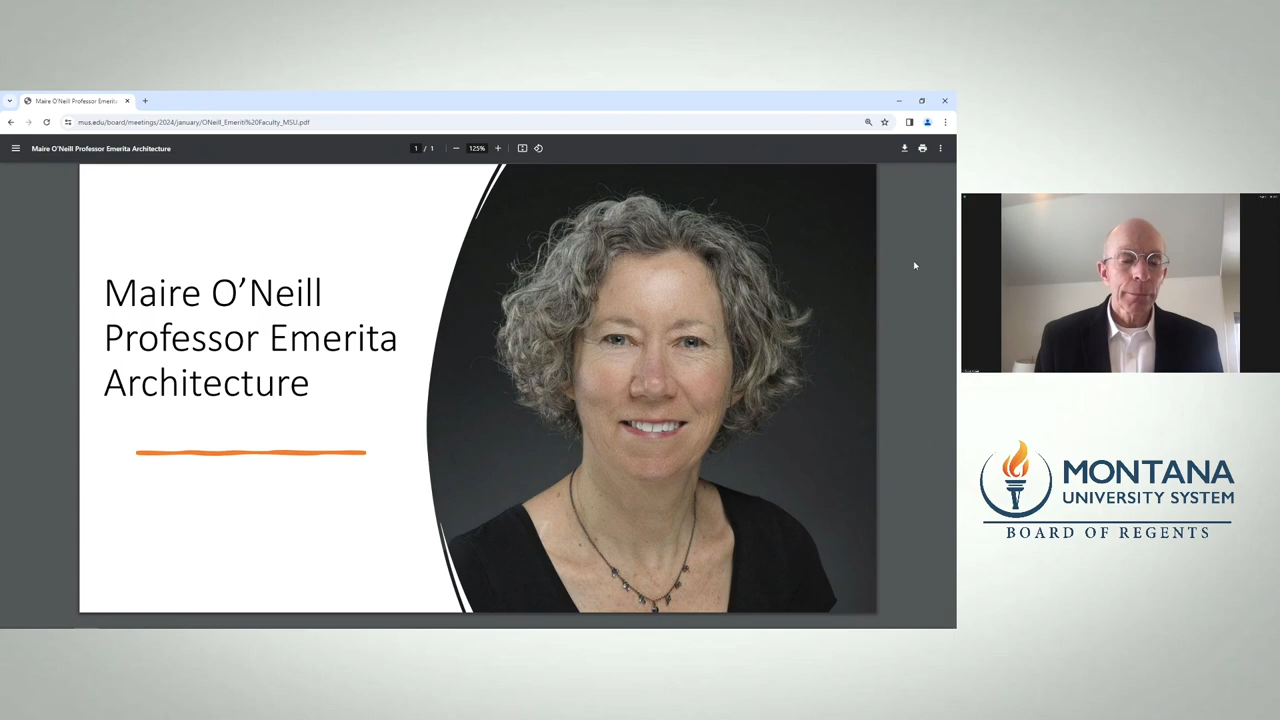 Maire O'Neill Professor Emerita
mus.edu/board/meetings/2024/january/ONeill_Emeriti%20Faculty_MSU.pdf
Maire O'Neill Professor Emerita Architecture
1 / 1
125%
Maire O’Neill
Professor Emerita
Architecture
MONTANA
UNIVERSITY SYSTEM
BOARD OF REGENTS